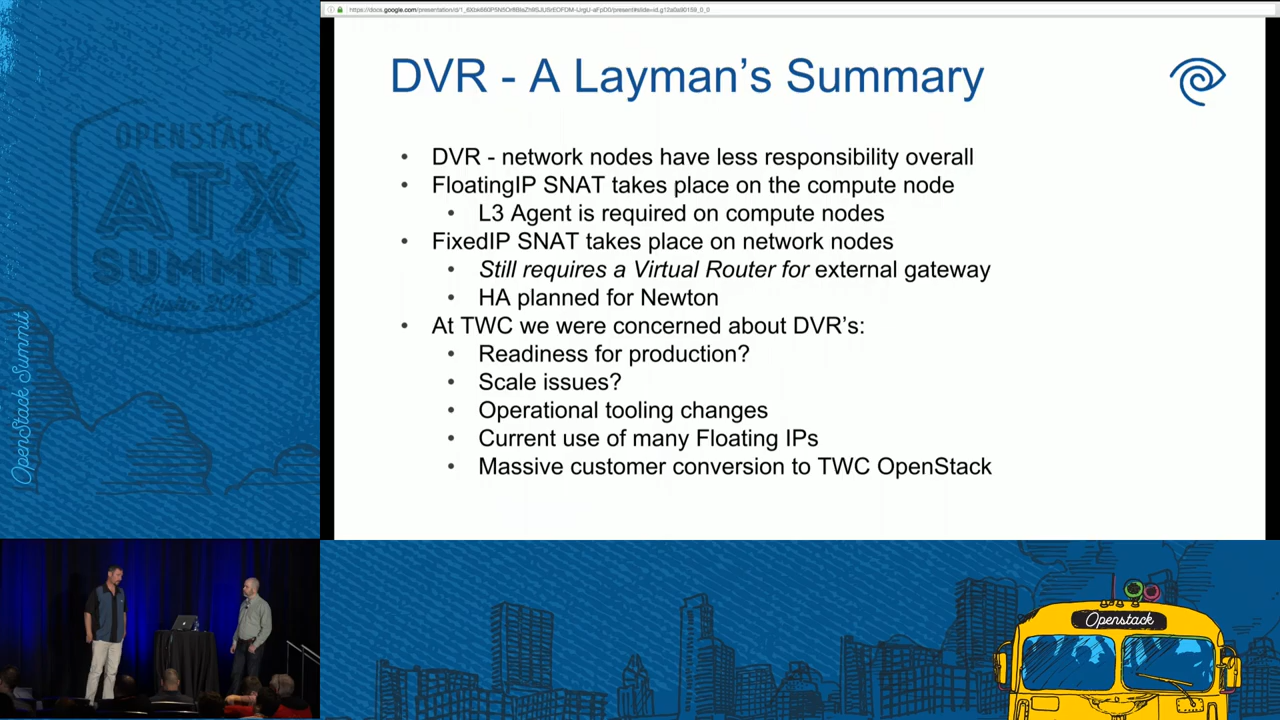 DVR - A Layman's Summary
• DVR - network nodes have less responsibility overall
• FloatingIP SNAT takes place on the compute node
• L3 Agent is required on compute nodes
• FixedIP SNAT takes place on network nodes
• Still requires a Virtual Router for external gateway
• HA planned for Newton
• At TWC we were concerned about DVR's:
• Readiness for production?
• Scale issues?
• Operational tooling changes
• Current use of many Floating IPs
• Massive customer conversion to TWC OpenStack
OPENSTACK
ATX
SUMMIT
Austin 2016
OpenStack Summit
Openstack